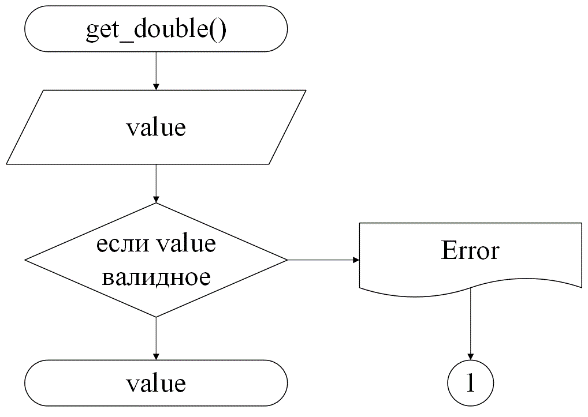 get_double()
value
если value
валидное
Error
value
1